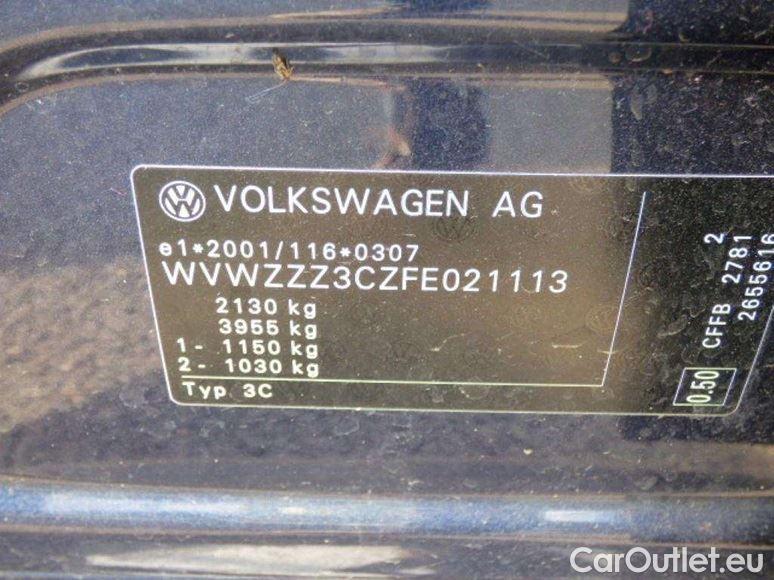 VOLKSWAGEN AG
e1*2001/116*0307
WVWZZZ3CZFE021113
2130 kg
3955 kg
1- 1150 kg
2- 1030 kg
Typ 3C
0.50
CFFB 2781 2
2655616
CarOutlet.eu